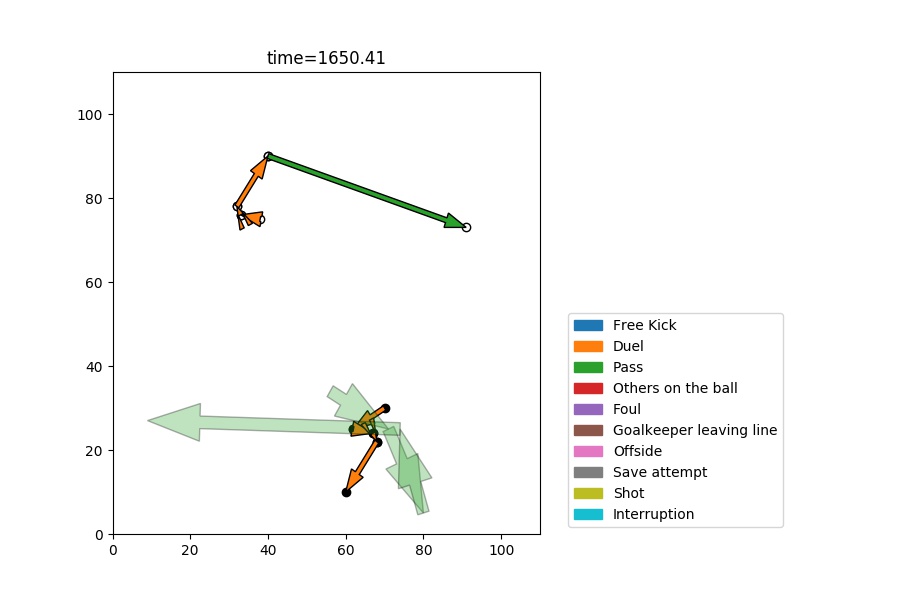 time=1650.41
100
80
60
40
20
0
0 20 40 60 80 100
Free Kick
Duel
Pass
Others on the ball
Foul
Goalkeeper leaving line
Offside
Save attempt
Shot
Interruption